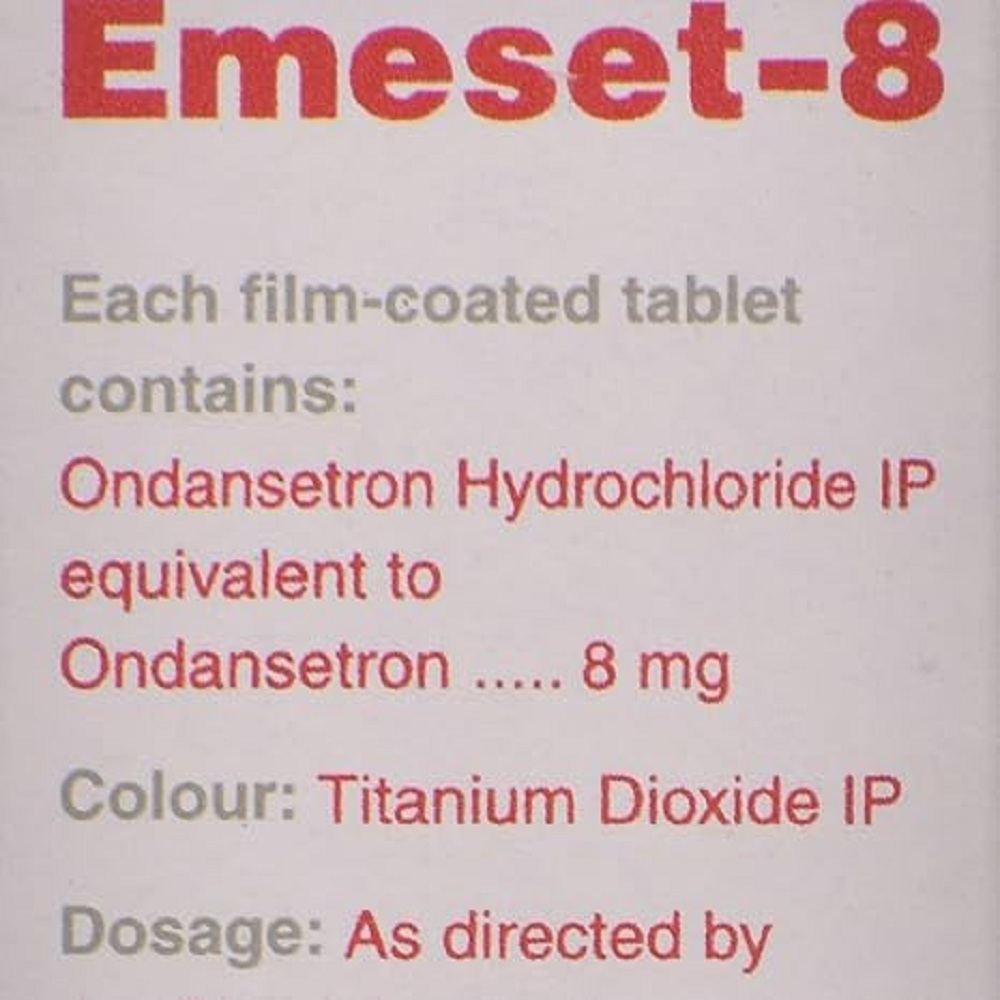 Emeset-8
Each film-coated tablet
contains:
Ondansetron Hydrochloride IP
equivalent to
Ondansetron ..... 8 mg
Colour: Titanium Dioxide IP
Dosage: As directed by